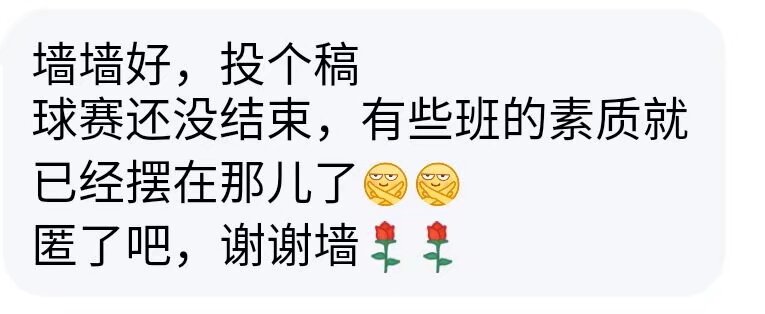 墙墙好，投个稿
球赛还没结束，有些班的素质就
已经摆在那儿了
匿了吧，谢谢墙🌹🌹